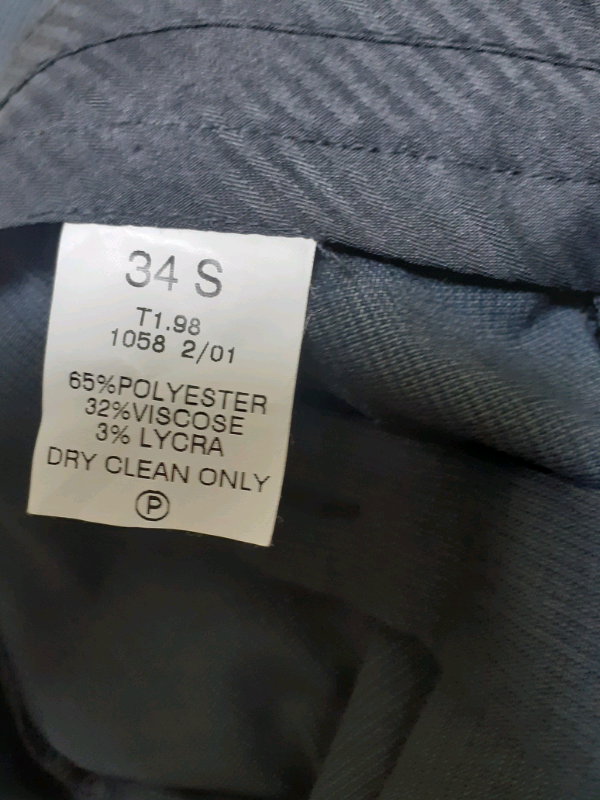 34 S
T1.98
1058 2/01
65%POLYESTER
32%VISCOSE
3% LYCRA
DRY CLEAN ONLY
P